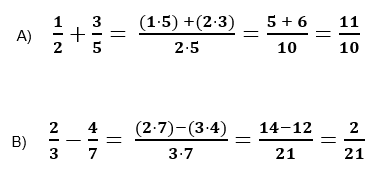 A) 1/2 + 3/5 = (1·5) +(2·3)/2·5 = 5 + 6/10 = 11/10
B) 2/3 − 4/7 = (2·7)−(3·4)/3·7 = 14−12/21 = 2/21